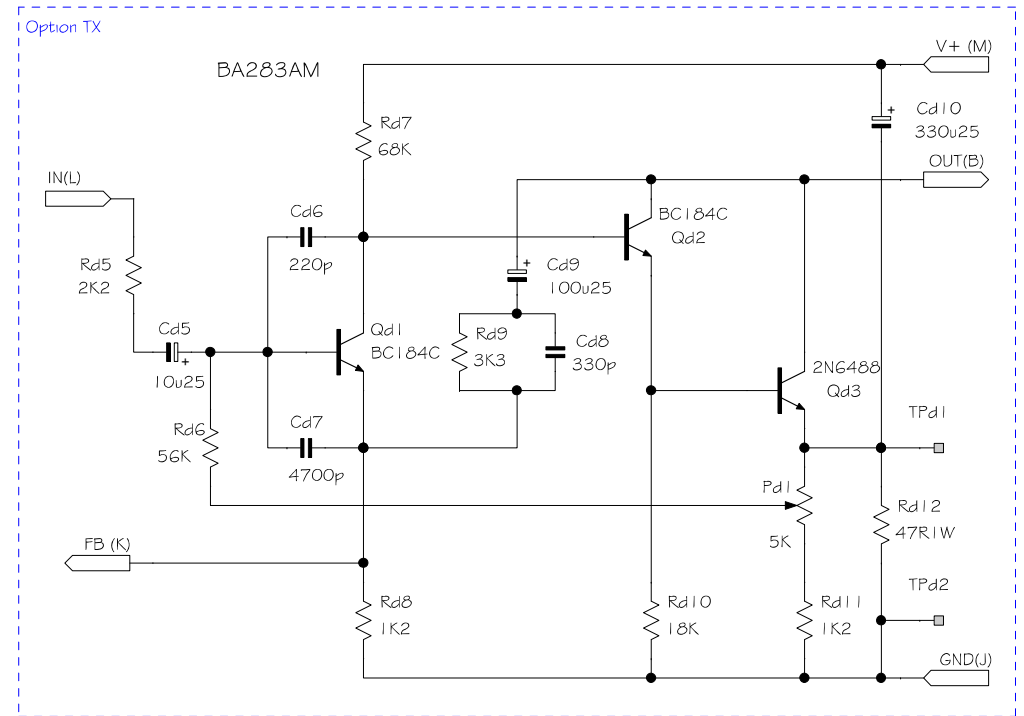 Option TX
V+ (M)
BA283AM
Cd10
330u25
Rd7
68K
OUT(B)
IN(L)
Cd6
220p
BC184C
Qd2
Rd5
2K2
Cd9
100u25
Cd5
10u25
Qd1
BC184C
Rd9
3K3
Cd8
330p
2N6488
Qd3
TPd1
Rd6
56K
Cd7
4700p
Pd1
5K
Rd12
47R1W
FB (K)
TPd2
Rd8
1K2
Rd10
18K
Rd11
1K2
GND(J)